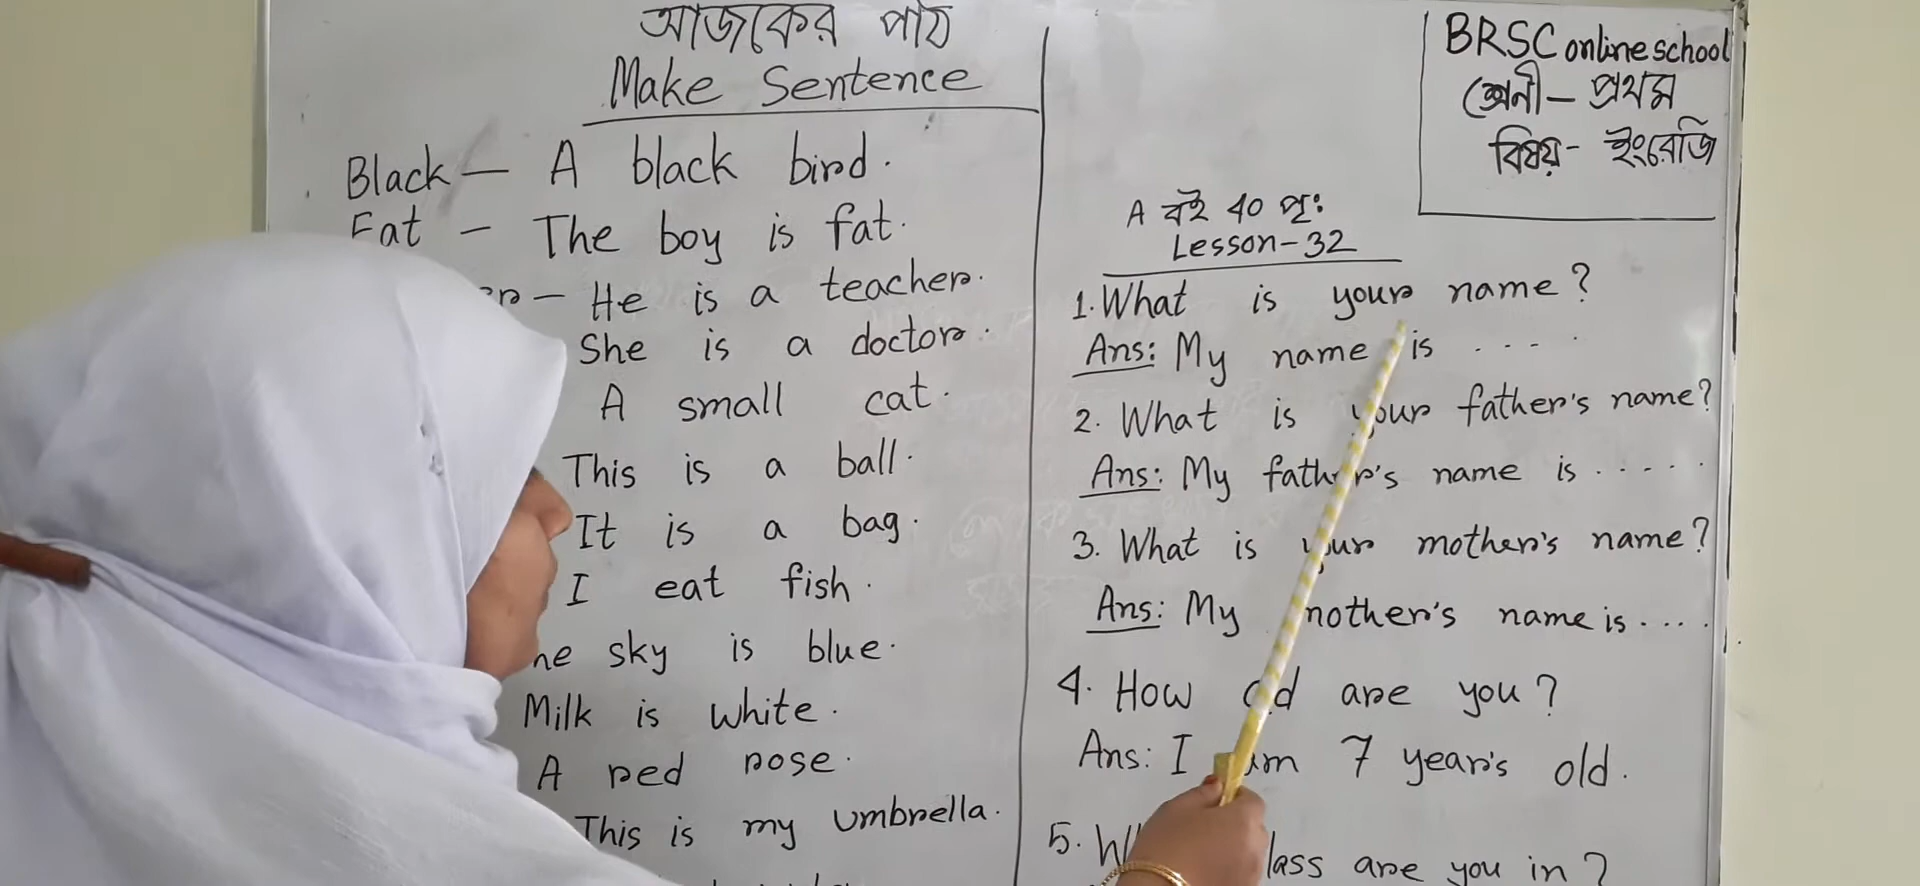 আজকের পাঠ
Make Sentence
Black — A black bird.
Fat — The boy is fat.
— He is a teacher.
She is a doctor.
A small cat.
This is a ball.
It is a bag.
I eat fish.
sky is blue.
Milk is white.
A red rose.
This is my umbrella.
BRSC online school
শ্রেনী — প্রথম
বিষয় - ইংরেজি
A বই ৪০ পৃঃ
Lesson-32
1. What is your name?
Ans: My name is ....
2. What is your father's name?
Ans: My father's name is .....
3. What is your mother's name?
Ans: My mother's name is ....
4. How old are you?
Ans: I am 7 year's old.
5. are you in?